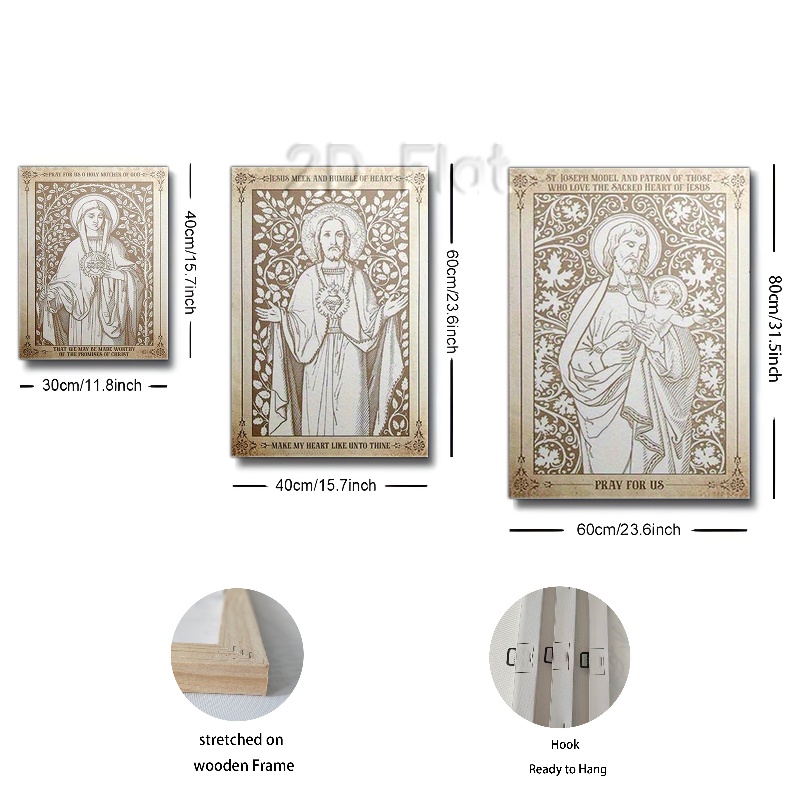 2D Flat
PRAY FOR US O HOLY MOTHER OF GOD
THAT WE MAY BE MADE WORTHY
OF THE PROMISES OF CHRIST
40cm/15.7inch
30cm/11.8inch
JESUS MEEK AND HUMBLE OF HEART
MAKE MY HEART LIKE UNTO THINE
60cm/23.6inch
40cm/15.7inch
ST. JOSEPH MODEL AND PATRON OF THOSE
WHO LOVE THE SACRED HEART OF JESUS
PRAY FOR US
80cm/31.5inch
60cm/23.6inch
stretched on
wooden Frame
Hook
Ready to Hang